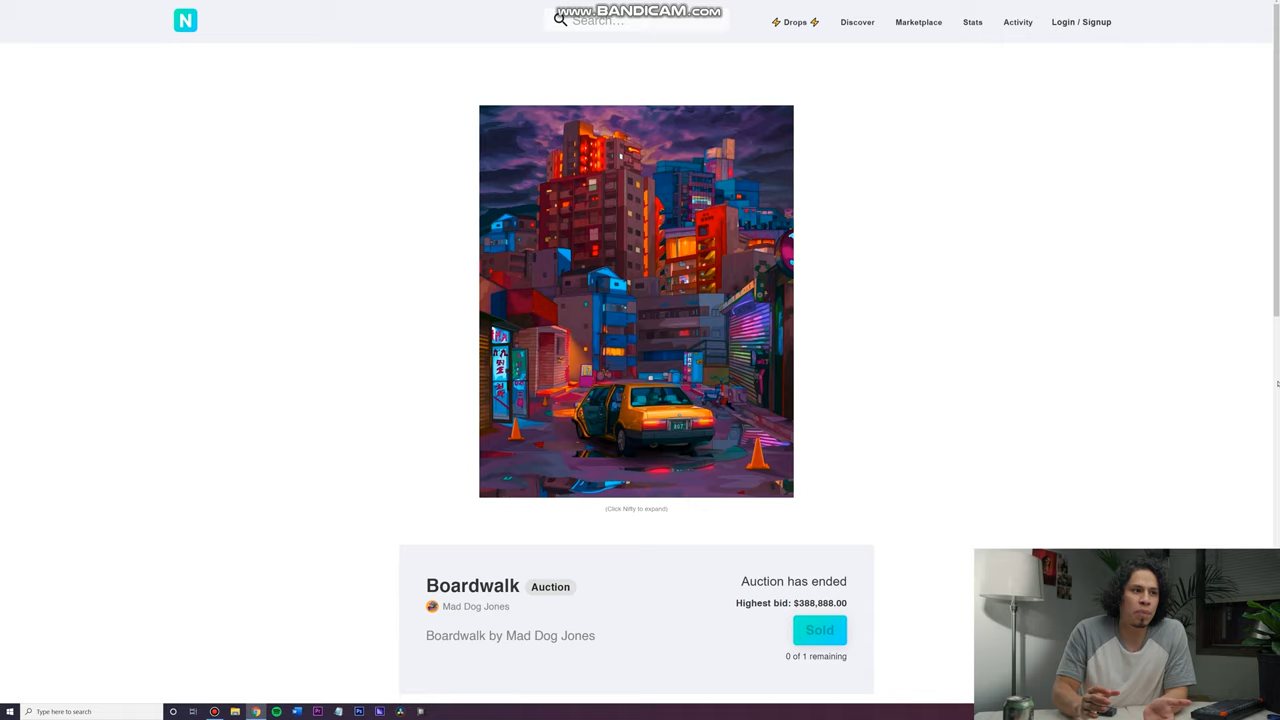 www.BANDICAM.com
N
Search...
Drops
Discover
Marketplace
Stats
Activity
Login / Signup
807
(Click Nifty to expand)
Boardwalk
Auction
Mad Dog Jones
Boardwalk by Mad Dog Jones
Auction has ended
Highest bid: $388,888.00
Sold
0 of 1 remaining
Type here to search